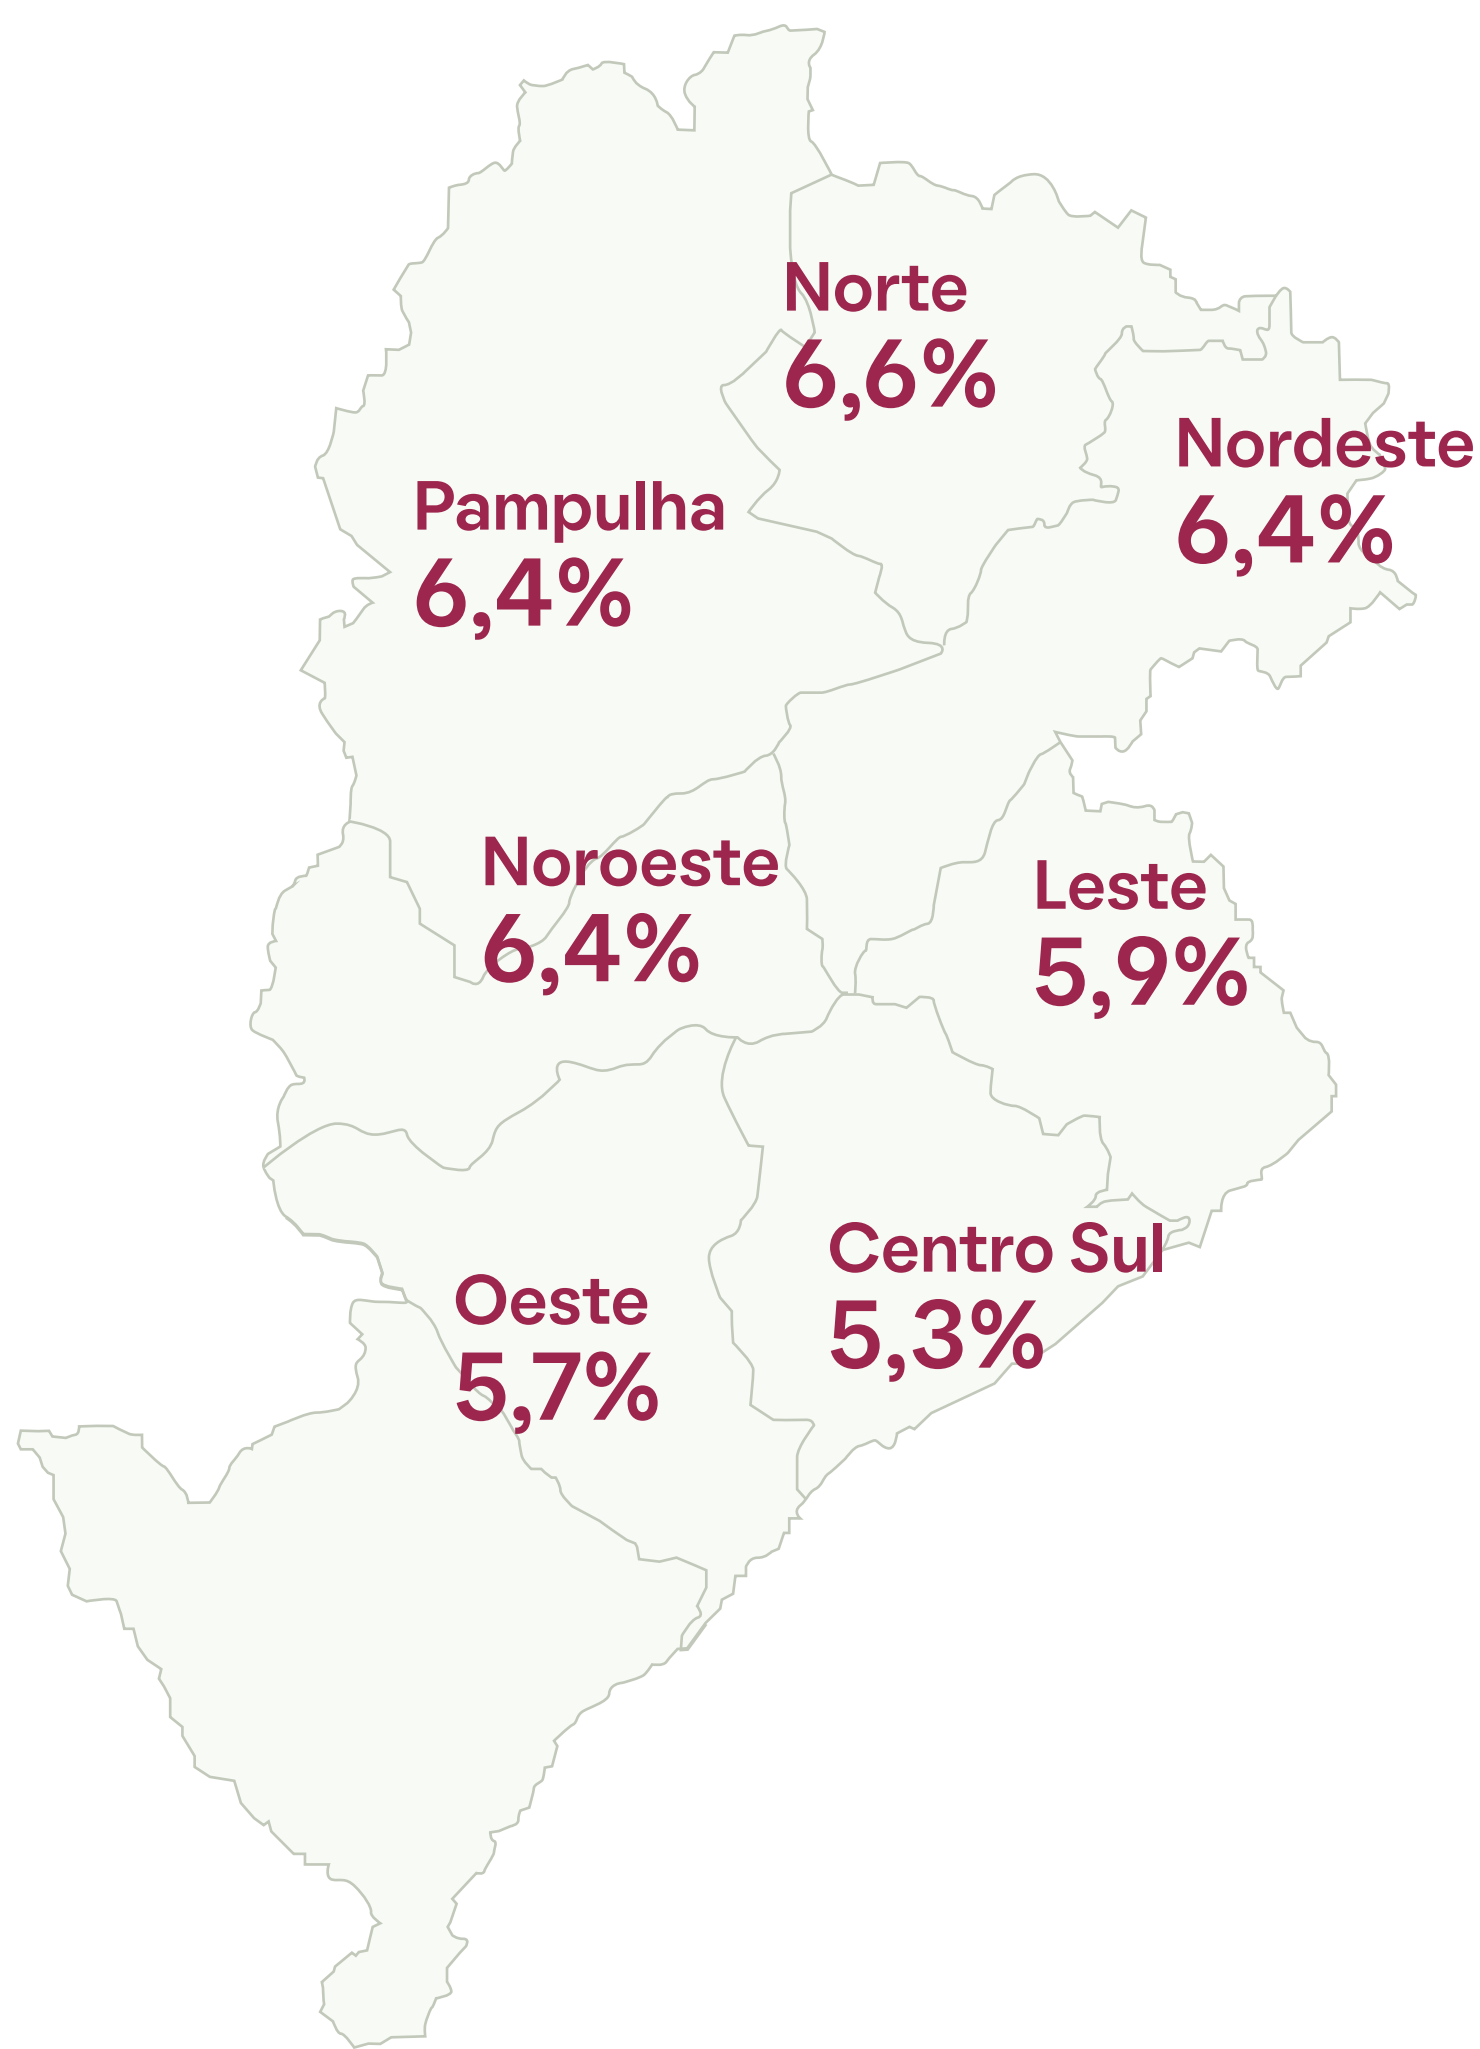 Norte
6,6%
Nordeste
6,4%
Pampulha
6,4%
Noroeste
6,4%
Leste
5,9%
Centro Sul
5,3%
Oeste
5,7%